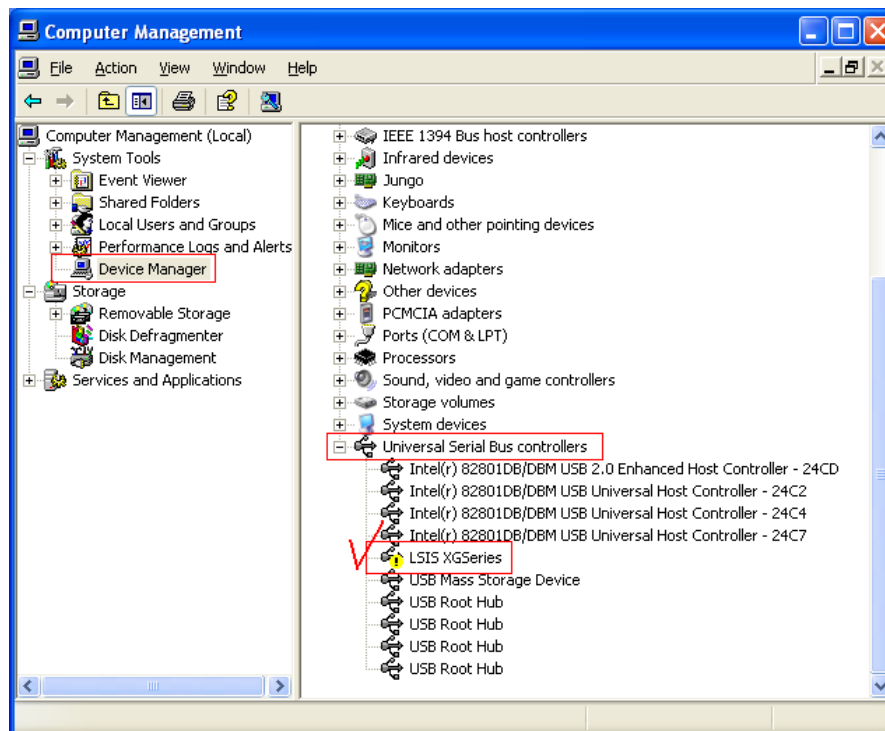 Computer Management
File Action View Window Help
Computer Management (Local)
System Tools
Event Viewer
Shared Folders
Local Users and Groups
Performance Logs and Alerts
Device Manager
Storage
Removable Storage
Disk Defragmenter
Disk Management
Services and Applications
IEEE 1394 Bus host controllers
Infrared devices
Jungo
Keyboards
Mice and other pointing devices
Monitors
Network adapters
Other devices
PCMCIA adapters
Ports (COM & LPT)
Processors
Sound, video and game controllers
Storage volumes
System devices
Universal Serial Bus controllers
Intel(r) 82801DB/DBM USB 2.0 Enhanced Host Controller - 24CD
Intel(r) 82801DB/DBM USB Universal Host Controller - 24C2
Intel(r) 82801DB/DBM USB Universal Host Controller - 24C4
Intel(r) 82801DB/DBM USB Universal Host Controller - 24C7
LSIS XGSeries
USB Mass Storage Device
USB Root Hub
USB Root Hub
USB Root Hub
USB Root Hub